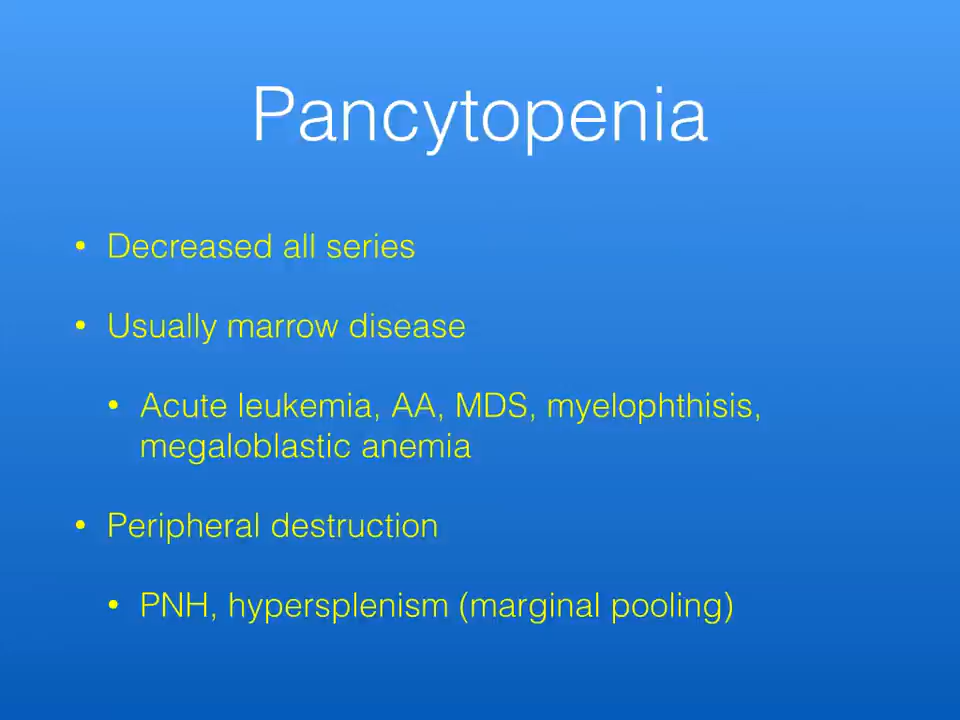 Pancytopenia
• Decreased all series
• Usually marrow disease
• Acute leukemia, AA, MDS, myelophthisis,
megaloblastic anemia
• Peripheral destruction
• PNH, hypersplenism (marginal pooling)